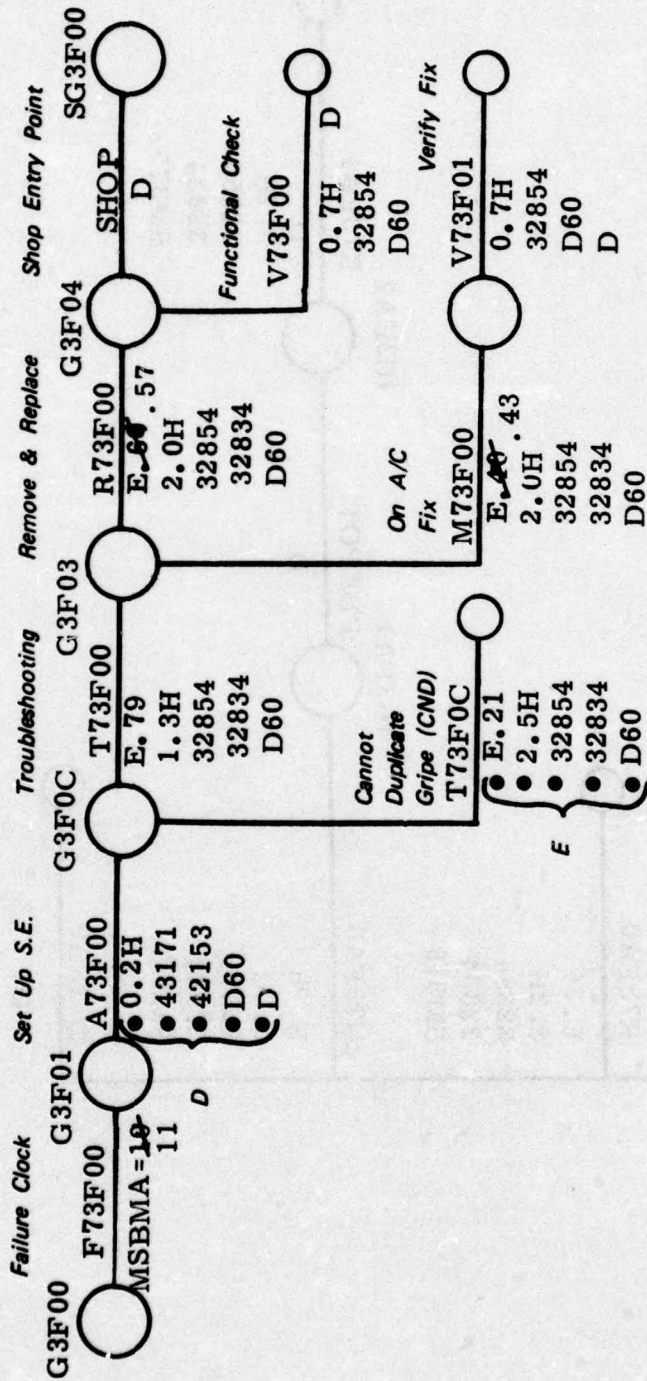 Failure Clock
Set Up S.E.
Troubleshooting
Remove & Replace
Shop Entry Point
G3F00
F73F00
MSBMA = 10
11
G3F01
A73F00
• 0.2H
• 43171
• 42153
• D60
• D
D
G3F0C
T73F00
E.79
1.3H
32854
32834
D60
Cannot
Duplicate
Gripe (CND)
T73F0C
• E.21
• 2.5H
• 32854
• 32834
• D60
E
G3F03
R73F00
E. .57
2.0H
32854
32834
D60
On A/C
Fix
M73F00
E. .43
2.0H
32854
32834
D60
G3F04
SHOP
D
SG3F00
Functional Check
V73F00
0.7H
32854
D60
D
Verify Fix
V73F01
0.7H
32854
D60
D